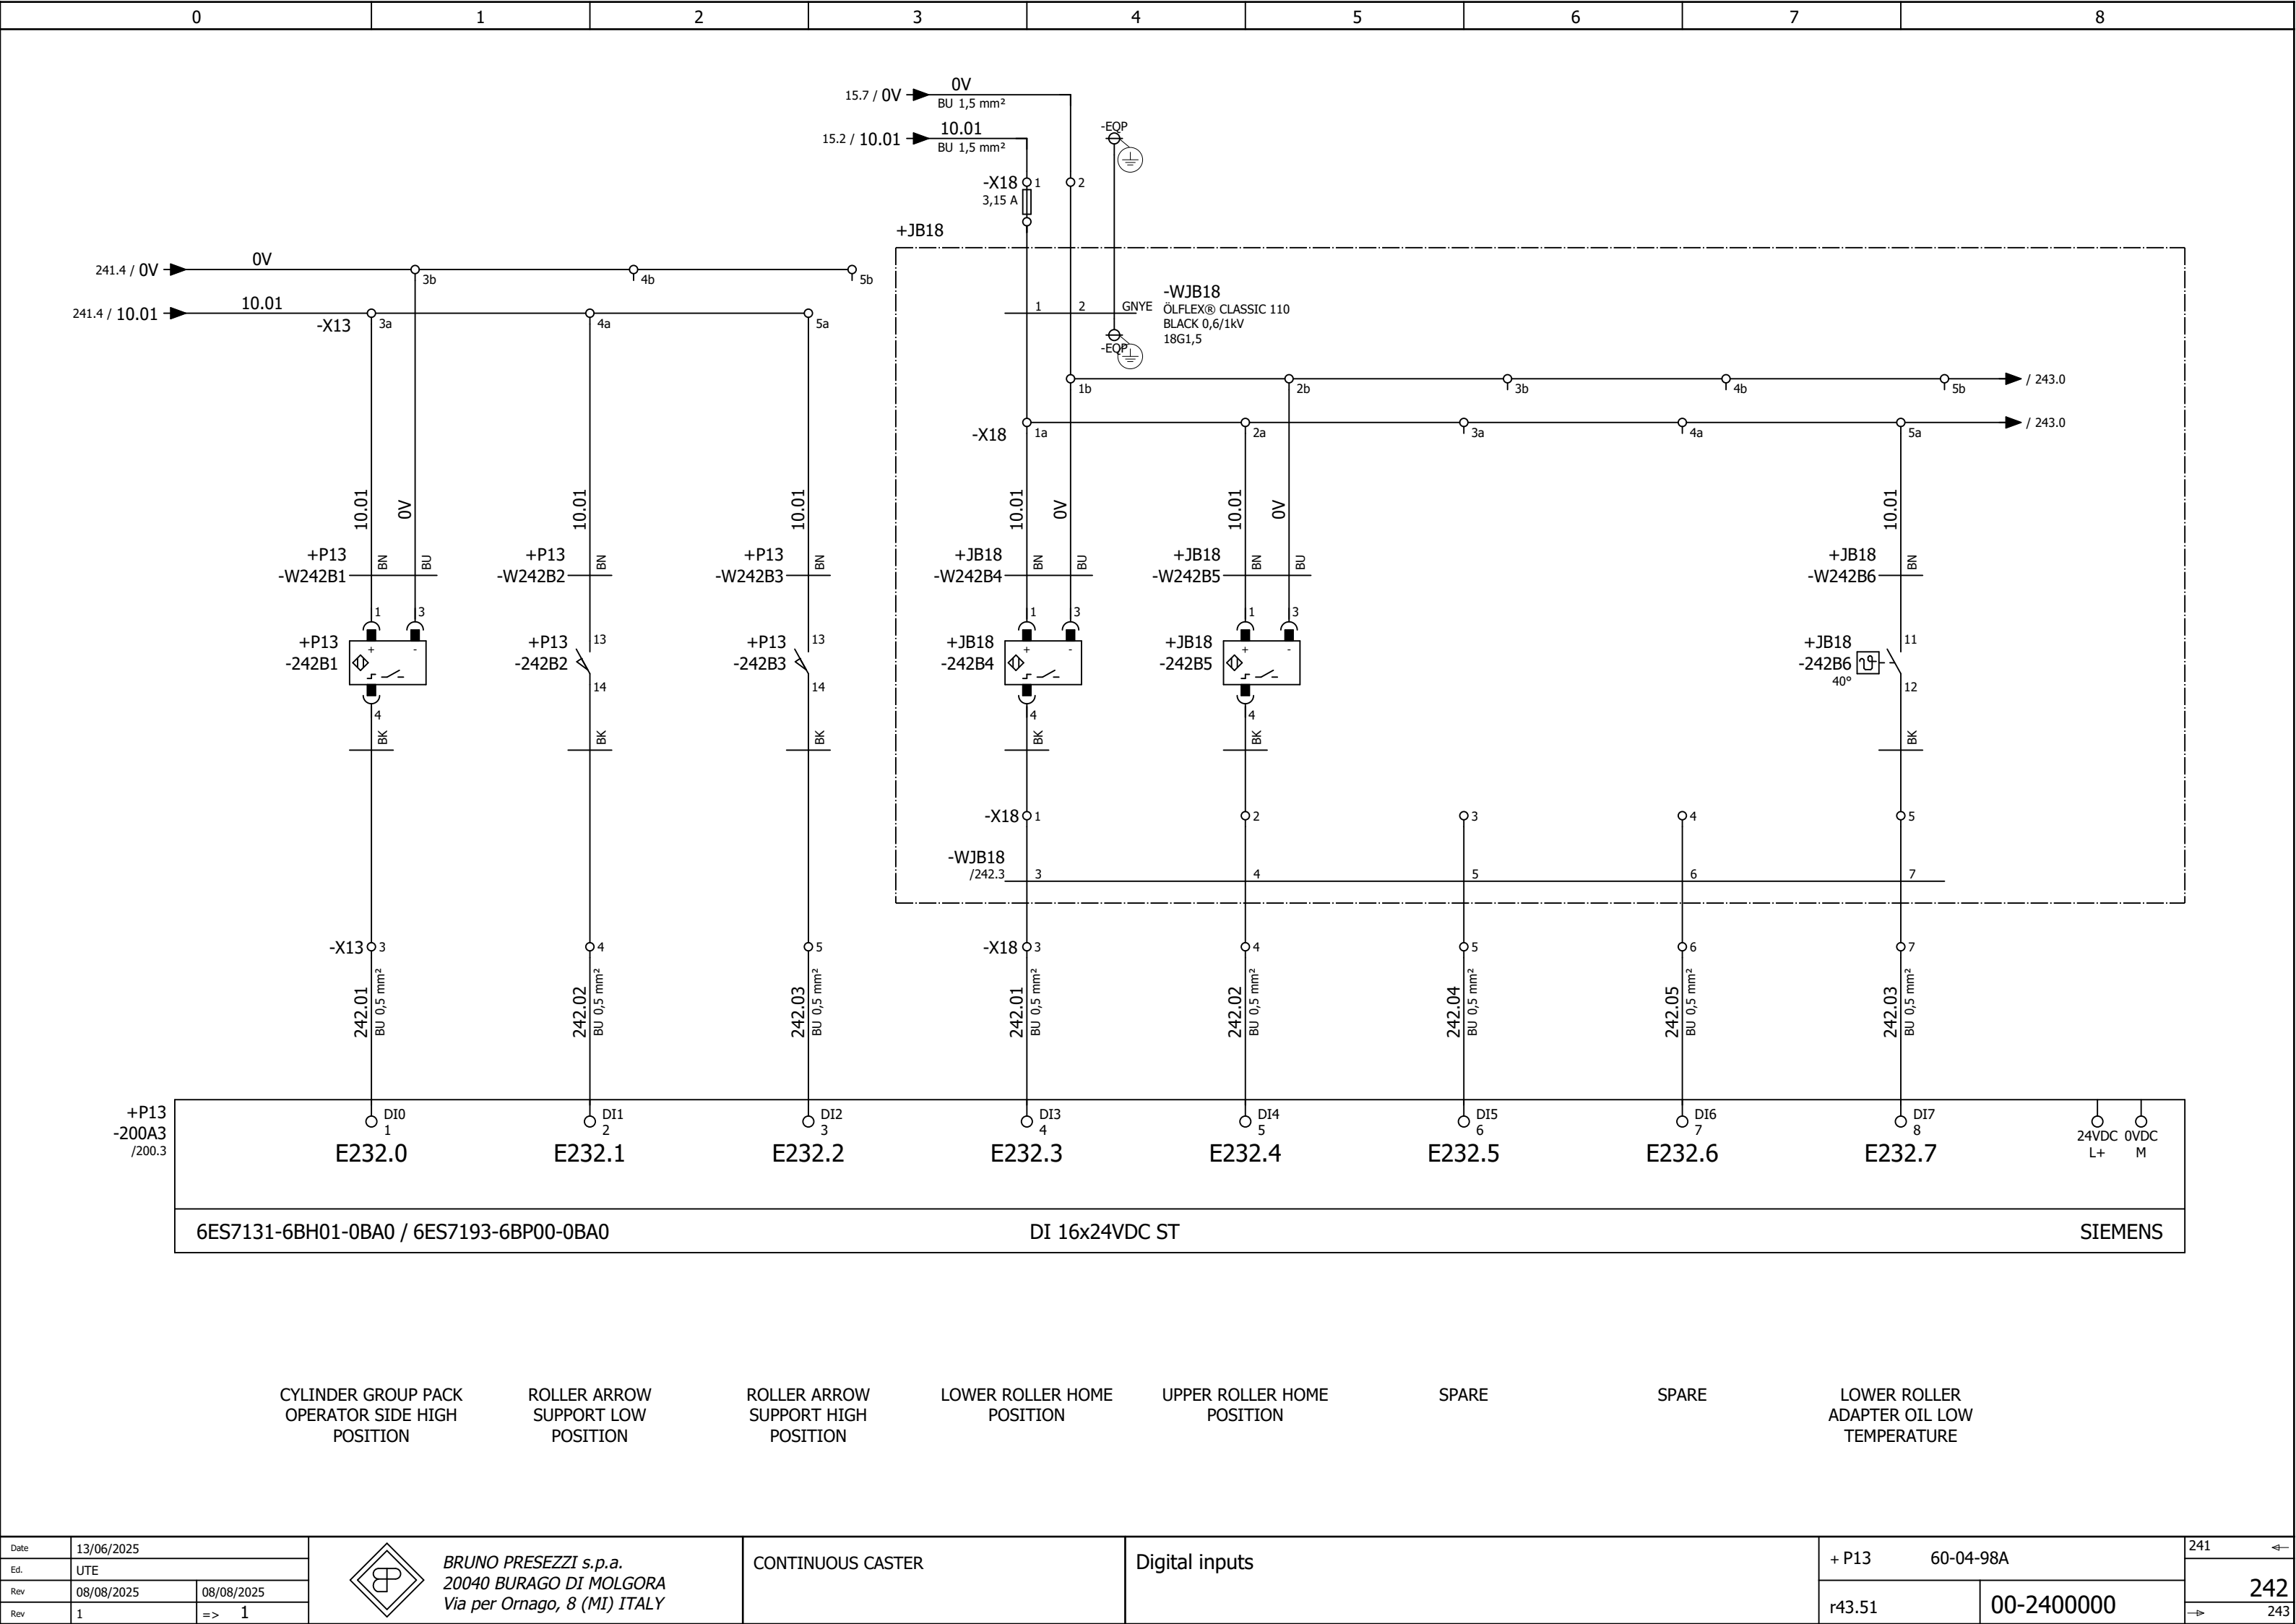 0 1 2 3 4 5 6 7 8
0V
15.7 / 0V
BU 1,5 mm²
10.01
15.2 / 10.01
BU 1,5 mm²
-EQP
-X18 1 2
3,15 A
+JB18
0V
241.4 / 0V
3b 4b 5b
10.01
241.4 / 10.01
-X13 3a 4a 5a
1 2 GNYE
-WJB18
ÖLFLEX® CLASSIC 110
BLACK 0,6/1kV
18G1,5
-EQP
1b 2b 3b 4b 5b / 243.0
-X18 1a 2a 3a 4a 5a / 243.0
10.01 0V 10.01 10.01 10.01 0V 10.01 0V 10.01
+P13 +P13 +P13 +JB18 +JB18 +JB18
-W242B1 BN BU -W242B2 BN -W242B3 BN -W242B4 BN BU -W242B5 BN BU -W242B6 BN
1 3 1 3 1 3
+P13 + - +P13 13 +P13 13 +JB18 + - +JB18 + - +JB18 11
-242B1 -242B2 -242B3 -242B4 -242B5 -242B6
40°
14 14 12
4 4 4
BK BK BK BK BK BK
-X18 1 2 3 4 5
-WJB18
/242.3 3 4 5 6 7
-X13 3 4 5 -X18 3 4 5 6 7
242.01 BU 0,5 mm² 242.02 BU 0,5 mm² 242.03 BU 0,5 mm² 242.01 BU 0,5 mm² 242.02 BU 0,5 mm² 242.04 BU 0,5 mm² 242.05 BU 0,5 mm² 242.03 BU 0,5 mm²
+P13
-200A3
/200.3
DI0 DI1 DI2 DI3 DI4 DI5 DI6 DI7
1 2 3 4 5 6 7 8
24VDC 0VDC
L+ M
E232.0 E232.1 E232.2 E232.3 E232.4 E232.5 E232.6 E232.7
6ES7131-6BH01-0BA0 / 6ES7193-6BP00-0BA0 DI 16x24VDC ST SIEMENS
CYLINDER GROUP PACK
OPERATOR SIDE HIGH
POSITION
ROLLER ARROW
SUPPORT LOW
POSITION
ROLLER ARROW
SUPPORT HIGH
POSITION
LOWER ROLLER HOME
POSITION
UPPER ROLLER HOME
POSITION
SPARE
SPARE
LOWER ROLLER
ADAPTER OIL LOW
TEMPERATURE
Date 13/06/2025
Ed. UTE
Rev 08/08/2025 08/08/2025
Rev 1 => 1
BP
BRUNO PRESEZZI s.p.a.
20040 BURAGO DI MOLGORA
Via per Ornago, 8 (MI) ITALY
CONTINUOUS CASTER
Digital inputs
+ P13 60-04-98A
r43.51 00-2400000
241
242
243